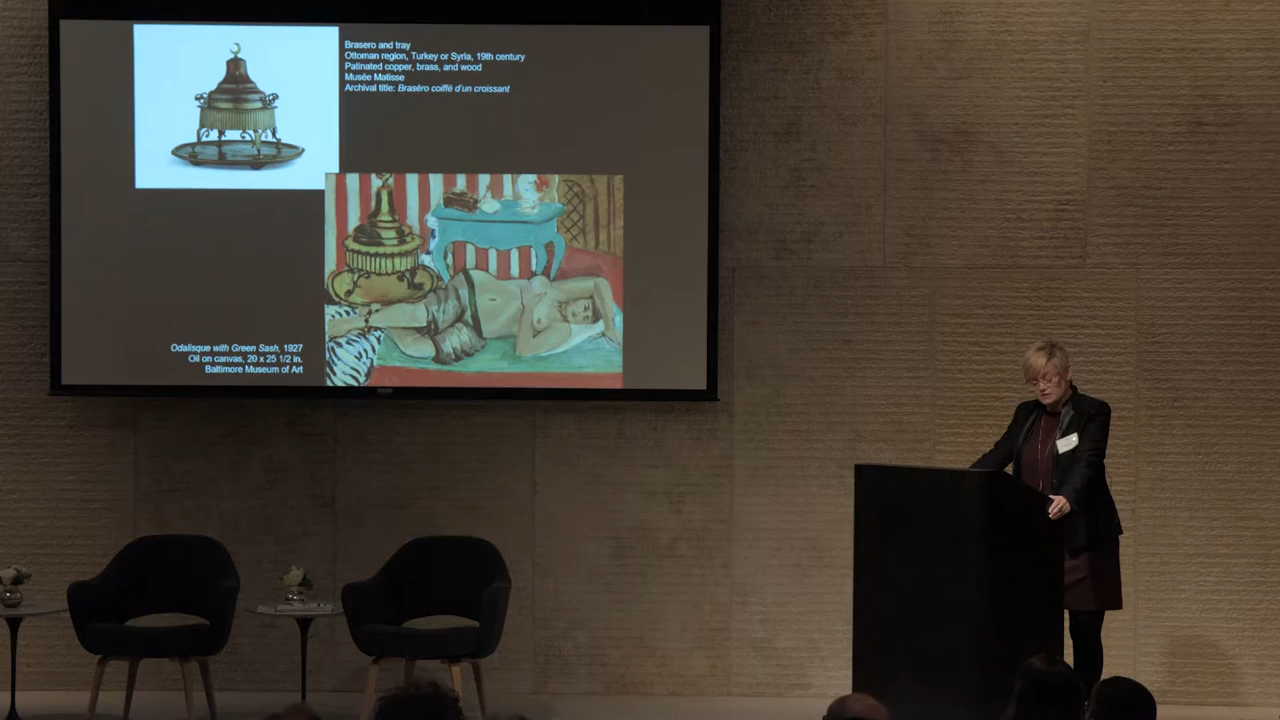 Brasero and tray
Ottoman region, Turkey or Syria, 19th century
Patinated copper, brass, and wood
Musée Matisse
Archival title: Braséro coiffé d'un croissant
Odalisque with Green Sash, 1927
Oil on canvas, 20 x 25 1/2 in.
Baltimore Museum of Art